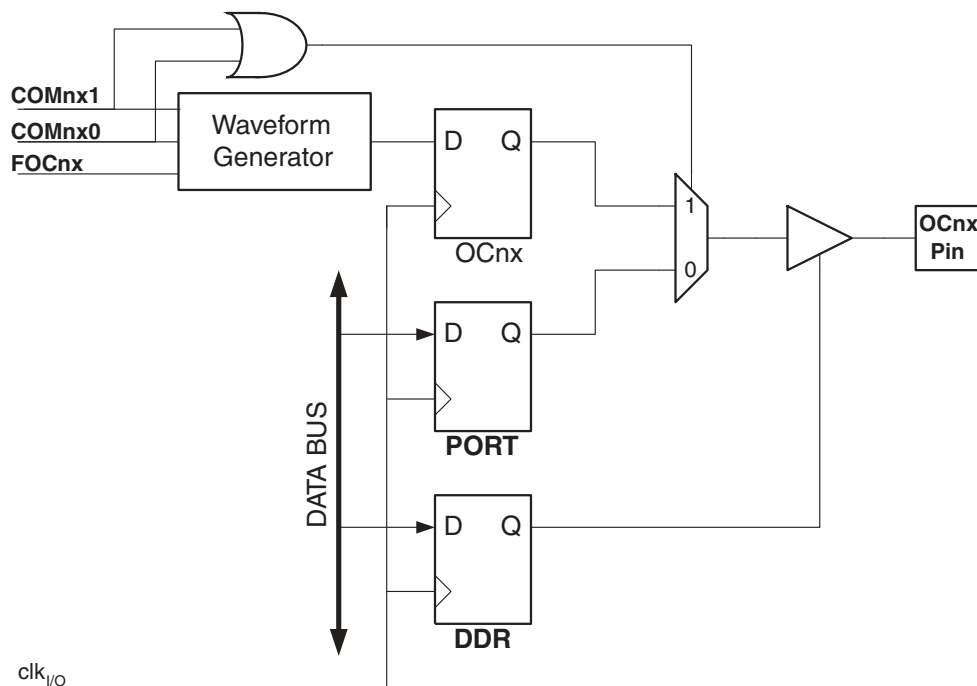 COMnx1
COMnx0
FOCnx
Waveform
Generator
D Q
OCnx
1
0
OCnx
Pin
DATA BUS
D Q
PORT
D Q
DDR
clkI/O